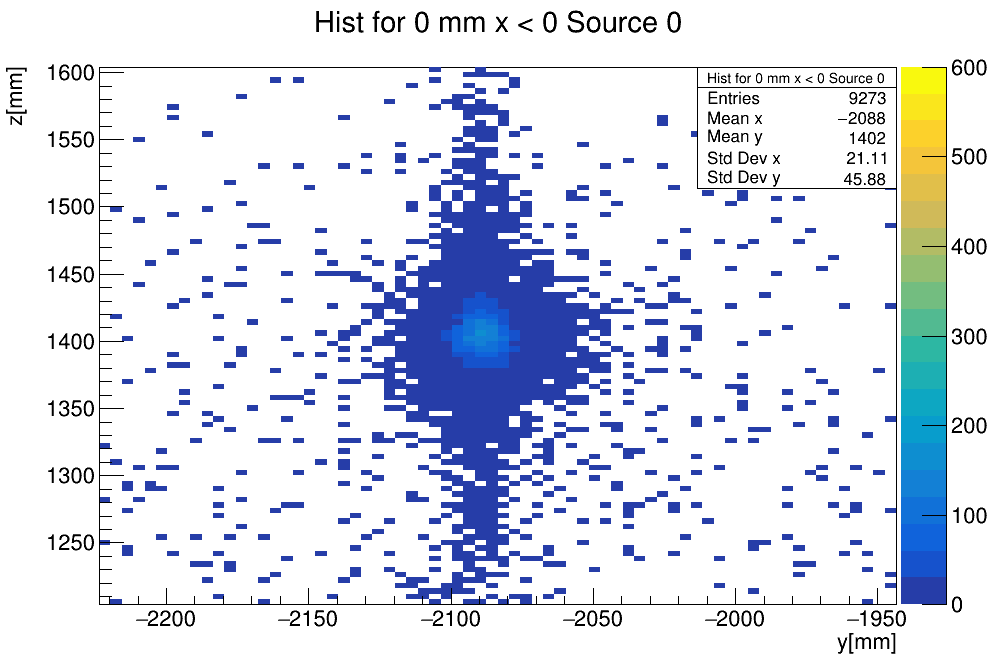 Hist for 0 mm x < 0 Source 0
z[mm]
1600
1550
1500
1450
1400
1350
1300
1250
Hist for 0 mm x < 0 Source 0
Entries 9273
Mean x −2088
Mean y 1402
Std Dev x 21.11
Std Dev y 45.88
600
500
400
300
200
100
0
−2200 −2150 −2100 −2050 −2000 −1950
y[mm]